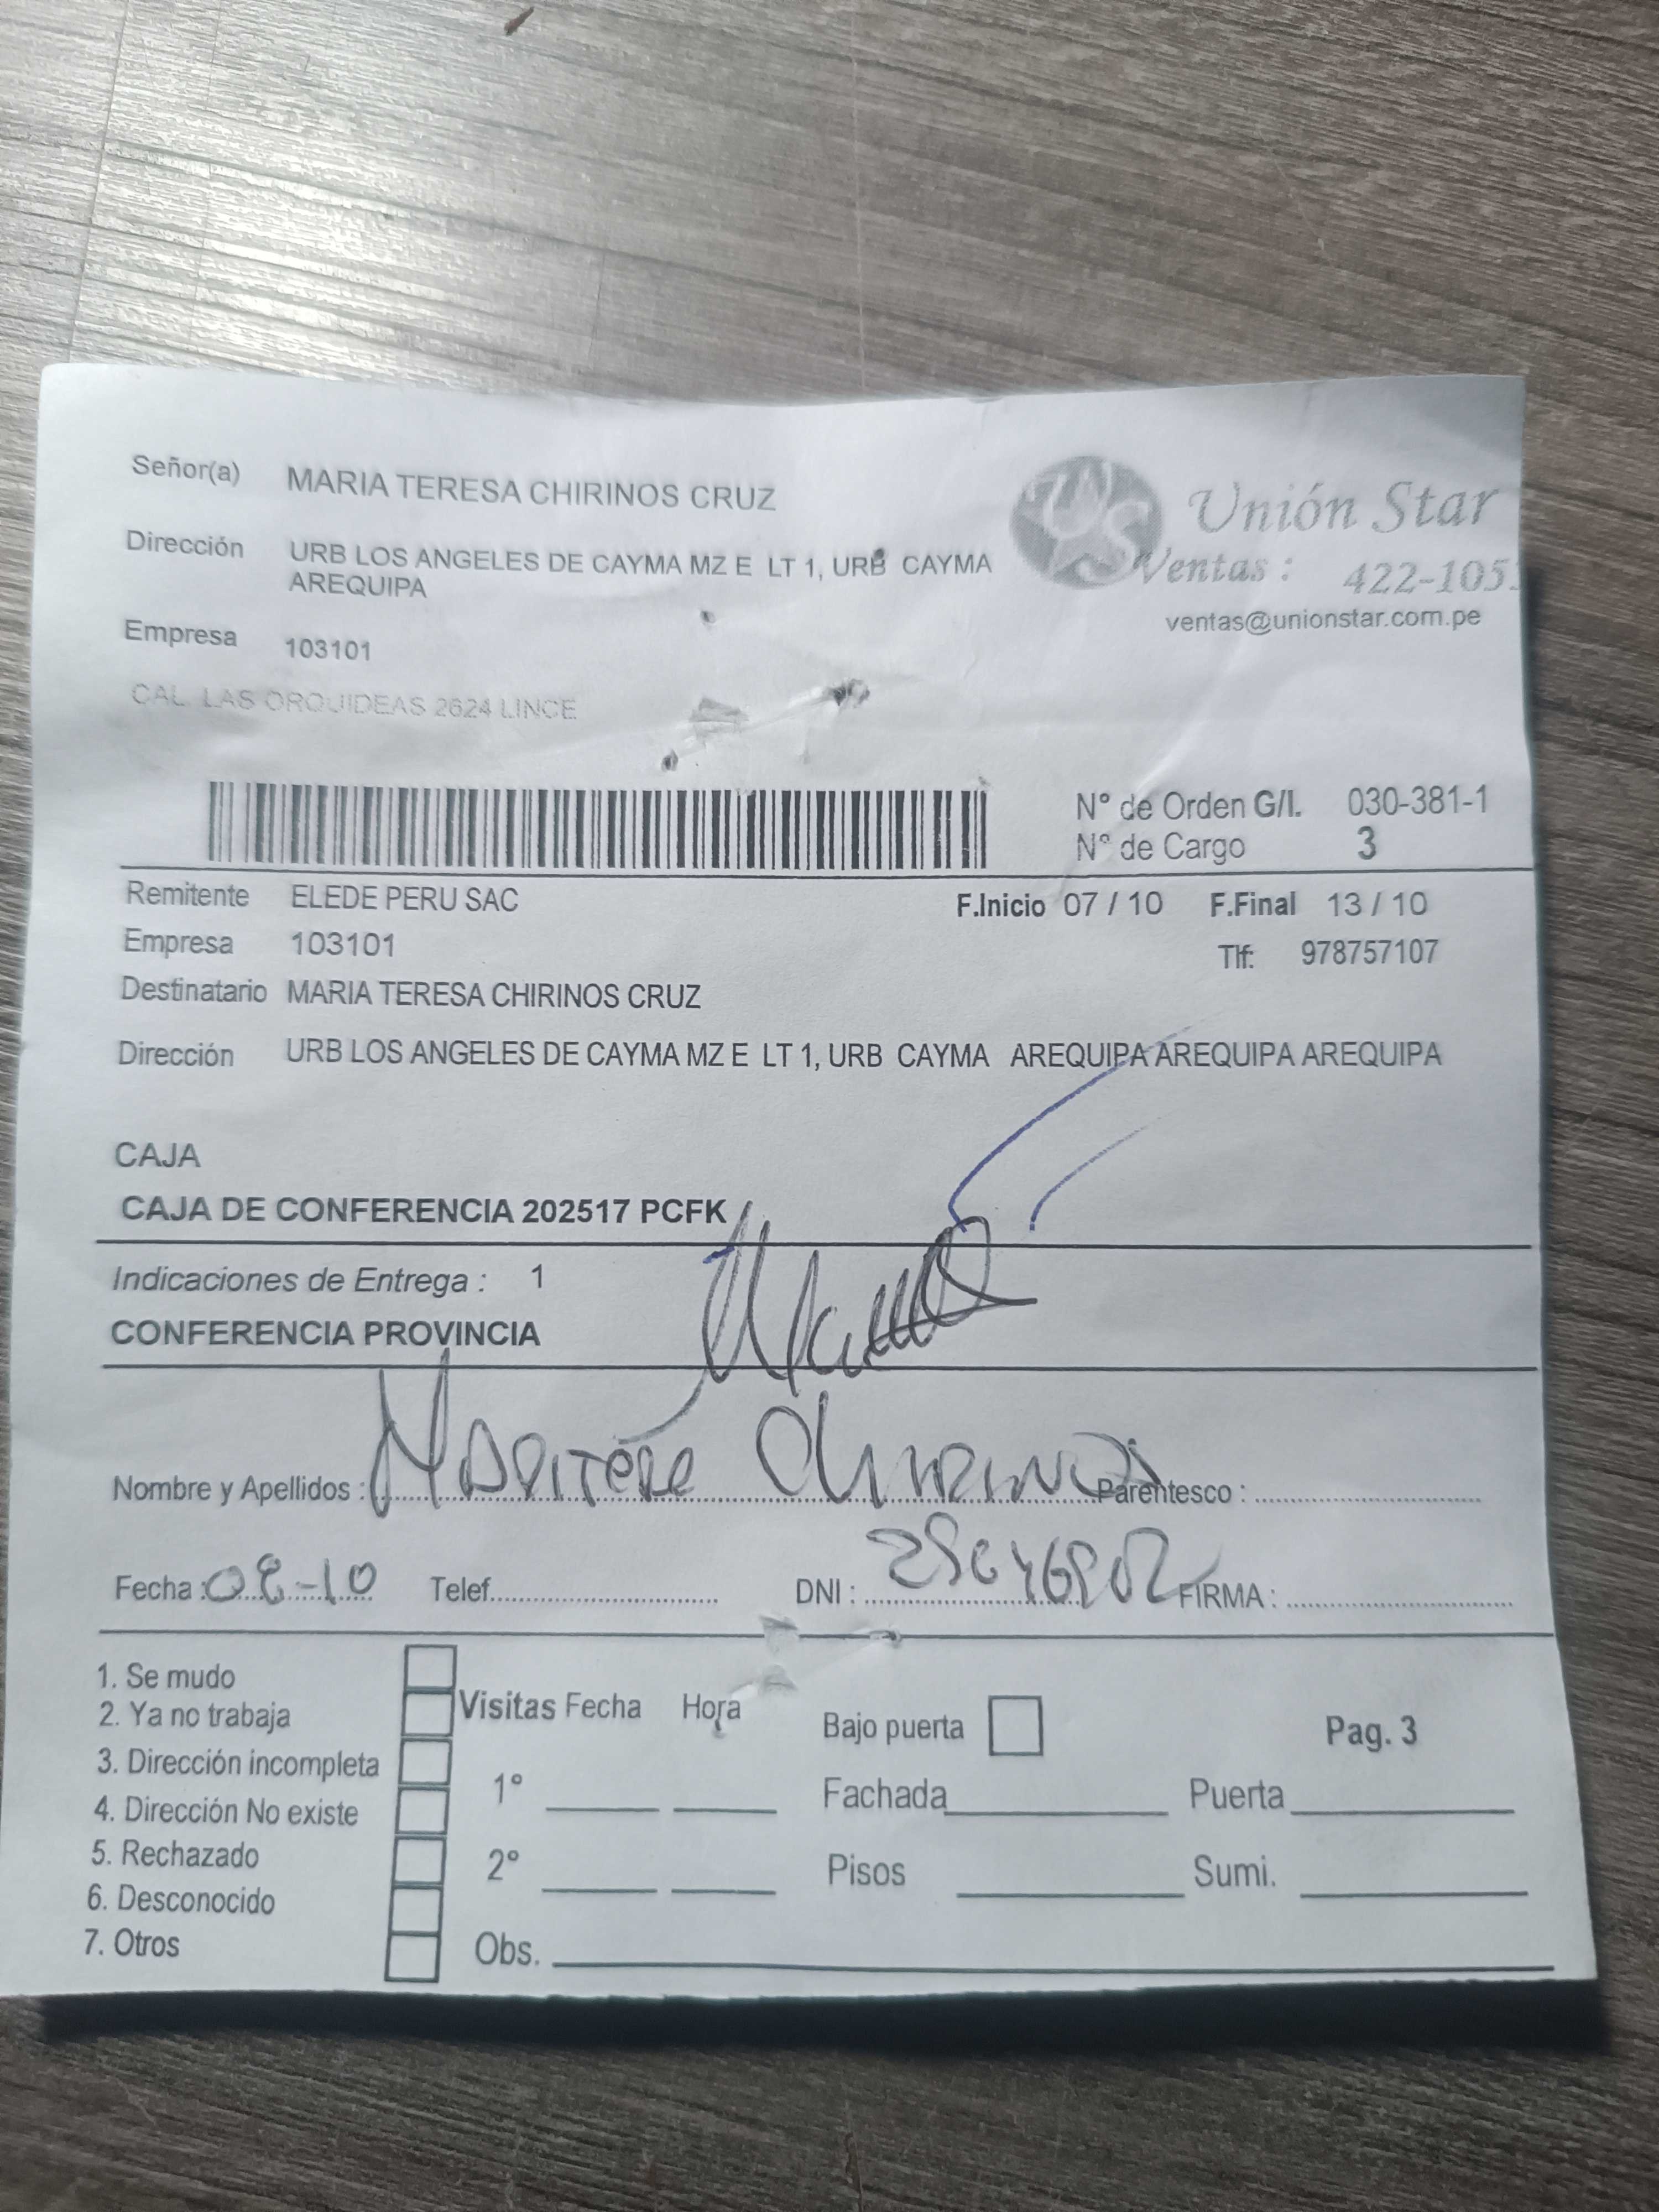 Señor(a) MARIA TERESA CHIRINOS CRUZ
Unión Star
Dirección URB LOS ANGELES DE CAYMA MZ E LT 1, URB CAYMA
AREQUIPA
Ventas : 422-105
ventas@unionstar.com.pe
Empresa 103101
CAL. LAS ORQUIDEAS 2624 LINCE
N° de Orden G/I. 030-381-1
N° de Cargo 3
Remitente ELEDE PERU SAC F.Inicio 07 / 10 F.Final 13 / 10
Empresa 103101 Tlf: 978757107
Destinatario MARIA TERESA CHIRINOS CRUZ
Dirección URB LOS ANGELES DE CAYMA MZ E LT 1, URB CAYMA AREQUIPA AREQUIPA AREQUIPA
CAJA
CAJA DE CONFERENCIA 202517 PCFK
Indicaciones de Entrega : 1
CONFERENCIA PROVINCIA
Nombre y Apellidos : MARITERE CHIRINOS Parentesco :
Fecha : 08-10 Telef. DNI : FIRMA :
1. Se mudo
2. Ya no trabaja
3. Dirección incompleta
4. Dirección No existe
5. Rechazado
6. Desconocido
7. Otros
Visitas Fecha Hora
1°
2°
Obs.
Bajo puerta Pag. 3
Fachada Puerta
Pisos Sumi.